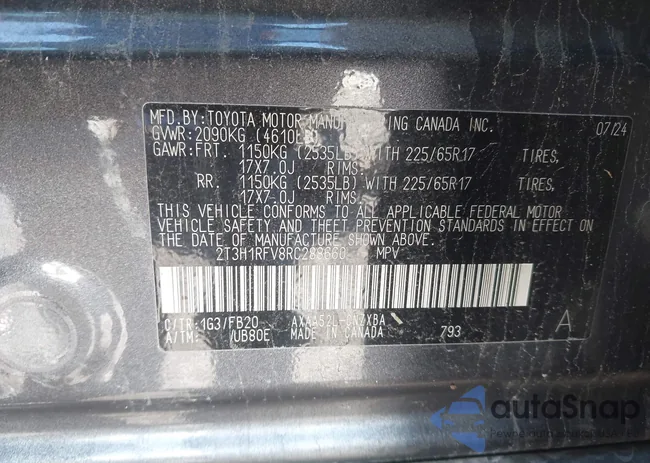 MFD.BY:TOYOTA MOTOR MANUFACTURING CANADA INC. 07/24
GVWR:2090KG (4610LB)
GAWR:FRT. 1150KG (2535LB) WITH 225/65R17 TIRES,
17X7.0J RIMS.
RR. 1150KG (2535LB) WITH 225/65R17 TIRES,
17X7.0J RIMS.
THIS VEHICLE CONFORMS TO ALL APPLICABLE FEDERAL MOTOR
VEHICLE SAFETY AND THEFT PREVENTION STANDARDS IN EFFECT ON
THE DATE OF MANUFACTURE SHOWN ABOVE.
2T3H1RFV8RC288660 MPV
C/TR:1G3/FB20 A
A/TM: /UB80E MADE IN CANADA 793
autoSnap